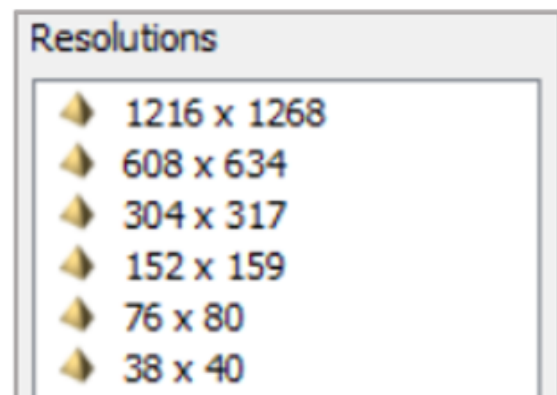 Resolutions
1216 x 1268
608 x 634
304 x 317
152 x 159
76 x 80
38 x 40